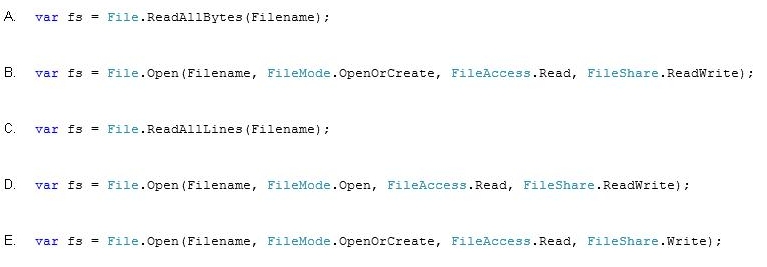 A. var fs = File.ReadAllBytes(Filename);
B. var fs = File.Open(Filename, FileMode.OpenOrCreate, FileAccess.Read, FileShare.ReadWrite);
C. var fs = File.ReadAllLines(Filename);
D. var fs = File.Open(Filename, FileMode.Open, FileAccess.Read, FileShare.ReadWrite);
E. var fs = File.Open(Filename, FileMode.OpenOrCreate, FileAccess.Read, FileShare.Write);